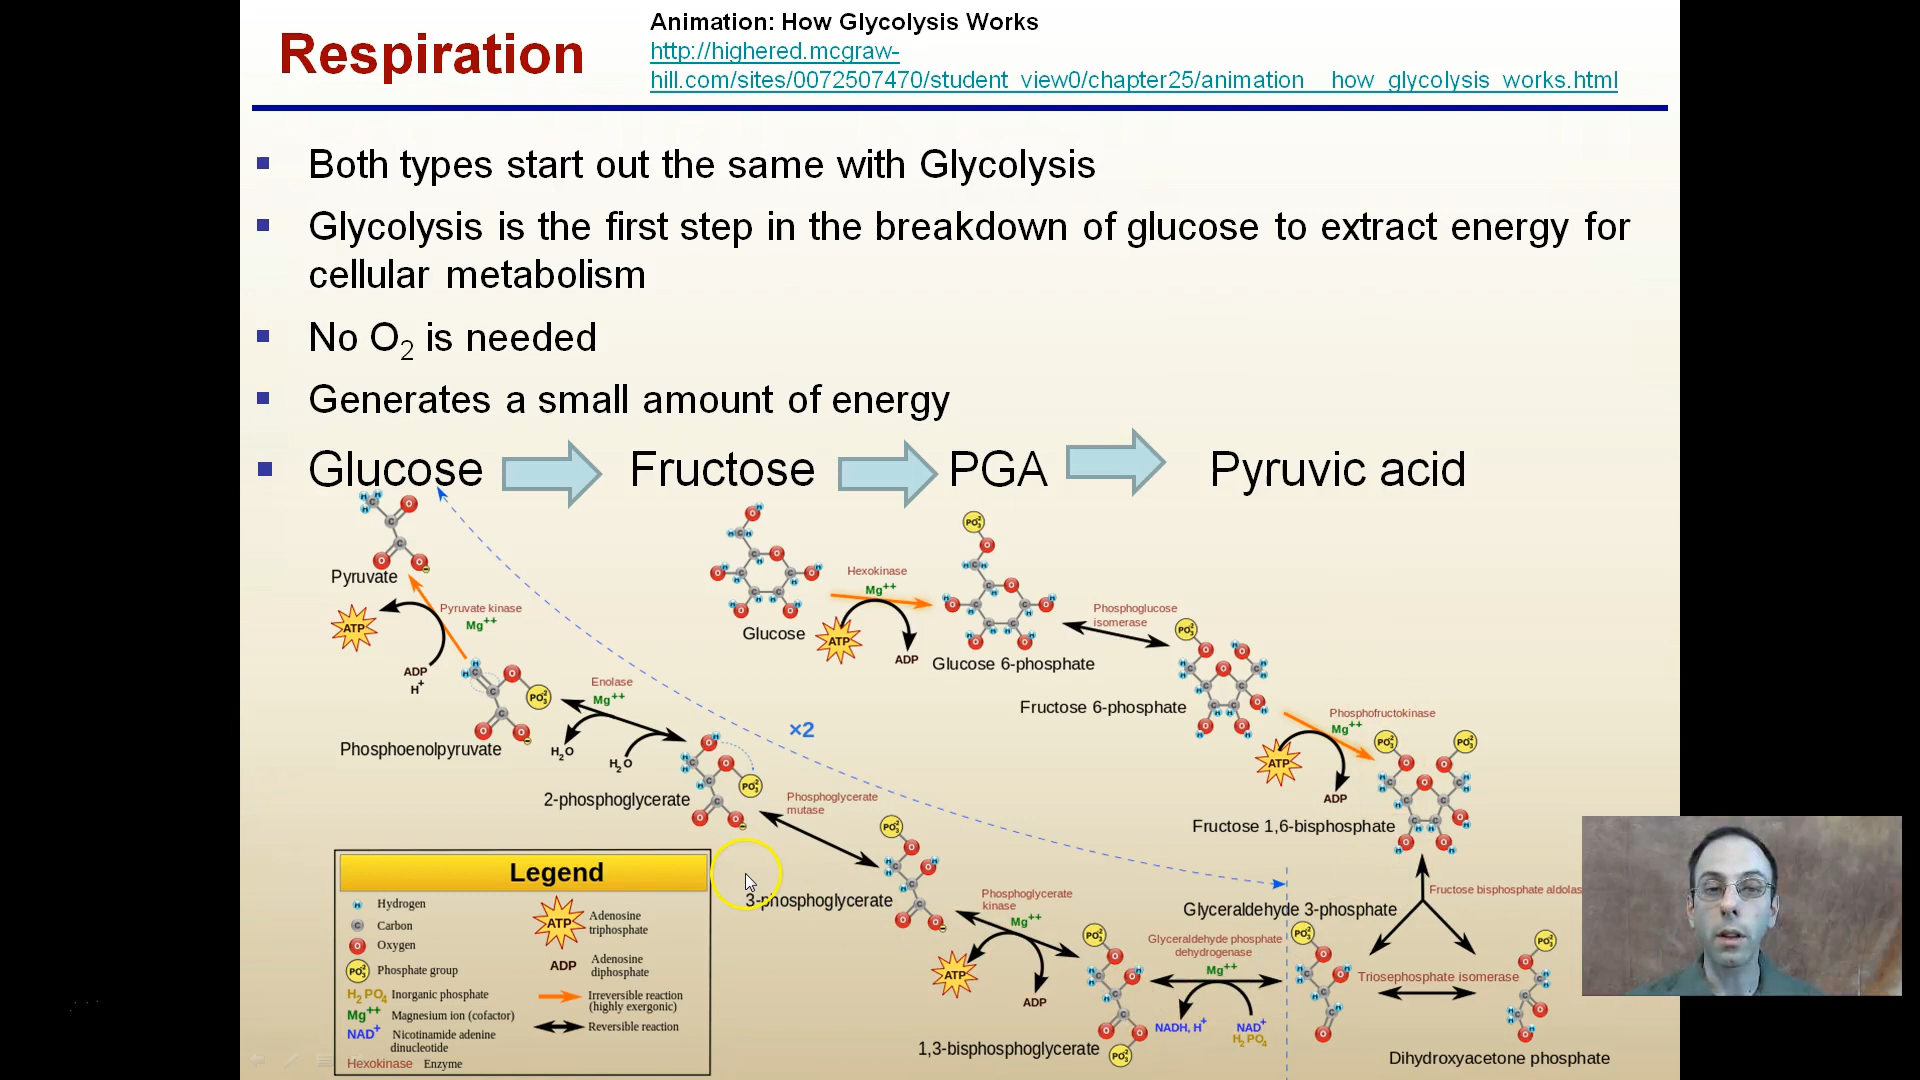 Respiration
Animation: How Glycolysis Works
http://highered.mcgraw-
hill.com/sites/0072507470/student_view0/chapter25/animation__how_glycolysis_works.html
Both types start out the same with Glycolysis
Glycolysis is the first step in the breakdown of glucose to extract energy for
cellular metabolism
No O2 is needed
Generates a small amount of energy
Glucose Fructose PGA Pyruvic acid
Pyruvate
Pyruvate kinase
Mg++
ATP
ADP
H+
Phosphoenolpyruvate
Enolase
Mg++
H2O
H2O
2-phosphoglycerate
×2
Glucose
Hexokinase
Mg++
ATP
ADP
Glucose 6-phosphate
Phosphoglucose
isomerase
Fructose 6-phosphate
Phosphofructokinase
Mg++
ATP
ADP
Fructose 1,6-bisphosphate
Fructose bisphosphate aldolas
Phosphoglycerate
mutase
3-phosphoglycerate
Phosphoglycerate
kinase
Mg++
ATP
ADP
1,3-bisphosphoglycerate
Glyceraldehyde 3-phosphate
Glyceraldehyde phosphate
dehydrogenase
Mg++
NADH, H+
NAD+
H2PO4
Triosephosphate isomerase
Dihydroxyacetone phosphate
Legend
H Hydrogen
C Carbon
O Oxygen
PO3 2- Phosphate group
H2PO4 Inorganic phosphate
Mg++ Magnesium ion (cofactor)
NAD+ Nicotinamide adenine
dinucleotide
Hexokinase Enzyme
ATP Adenosine
triphosphate
ADP Adenosine
diphosphate
Irreversible reaction
(highly exergonic)
Reversible reaction